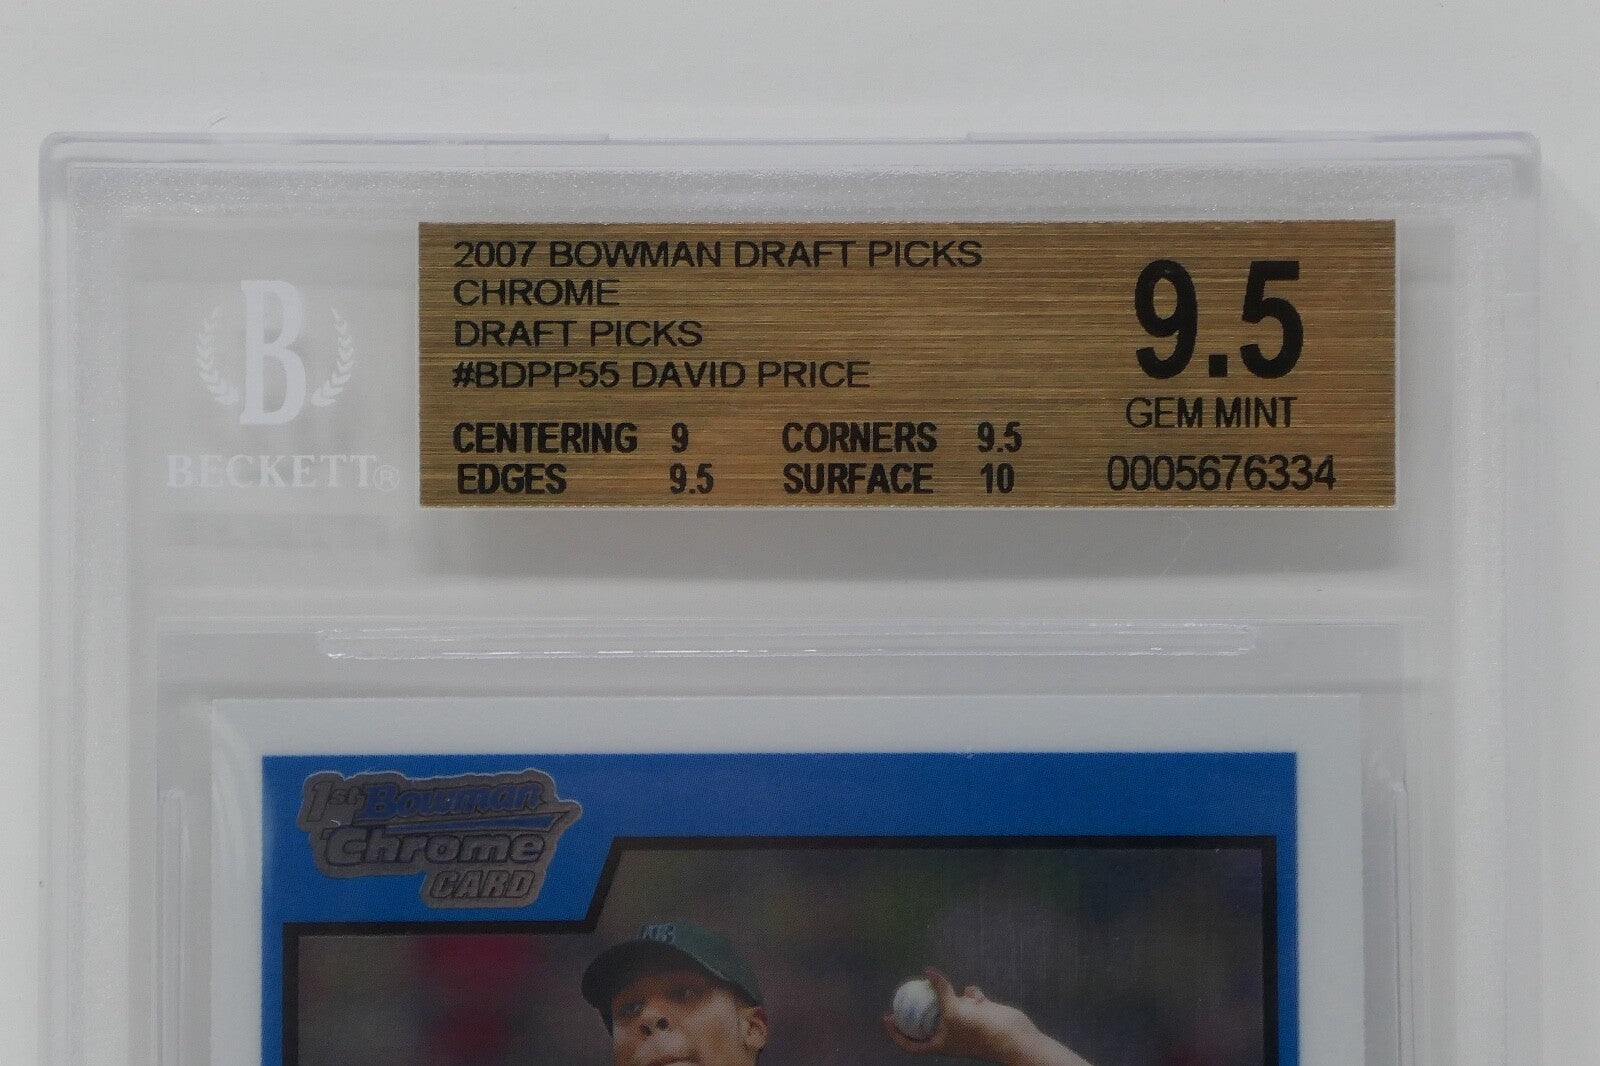 2007 BOWMAN DRAFT PICKS
CHROME
DRAFT PICKS
#BDPP55 DAVID PRICE
CENTERING 9 CORNERS 9.5
EDGES 9.5 SURFACE 10
9.5
GEM MINT
0005676334
B
BECKETT®
1st Bowman
Chrome
CARD